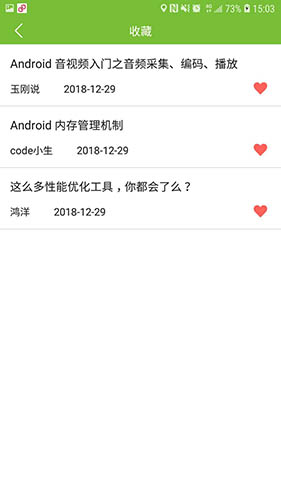 73% 15:03
收藏
Android 音视频入门之音频采集、编码、播放
玉刚说 2018-12-29
Android 内存管理机制
code小生 2018-12-29
这么多性能优化工具，你都会了么？
鸿洋 2018-12-29